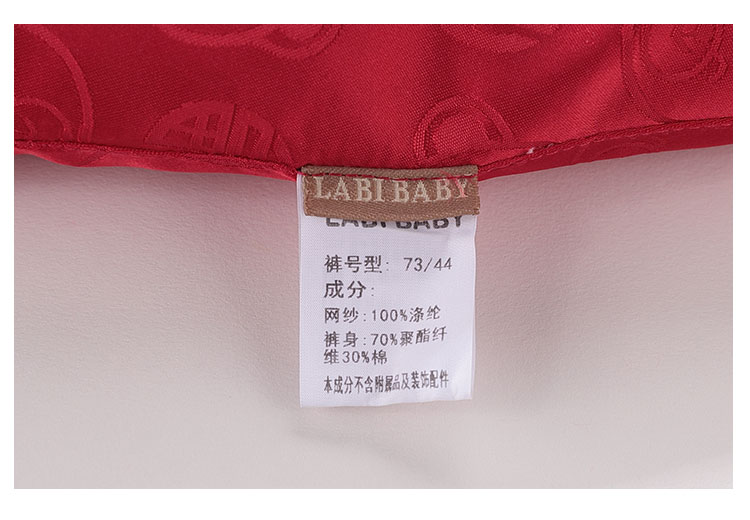 LABI BABY
LABI BABY
裤号型: 73/44
成分:
网纱:100%涤纶
裤身:70%聚酯纤
维30%棉
本成分不含附属品及装饰配件